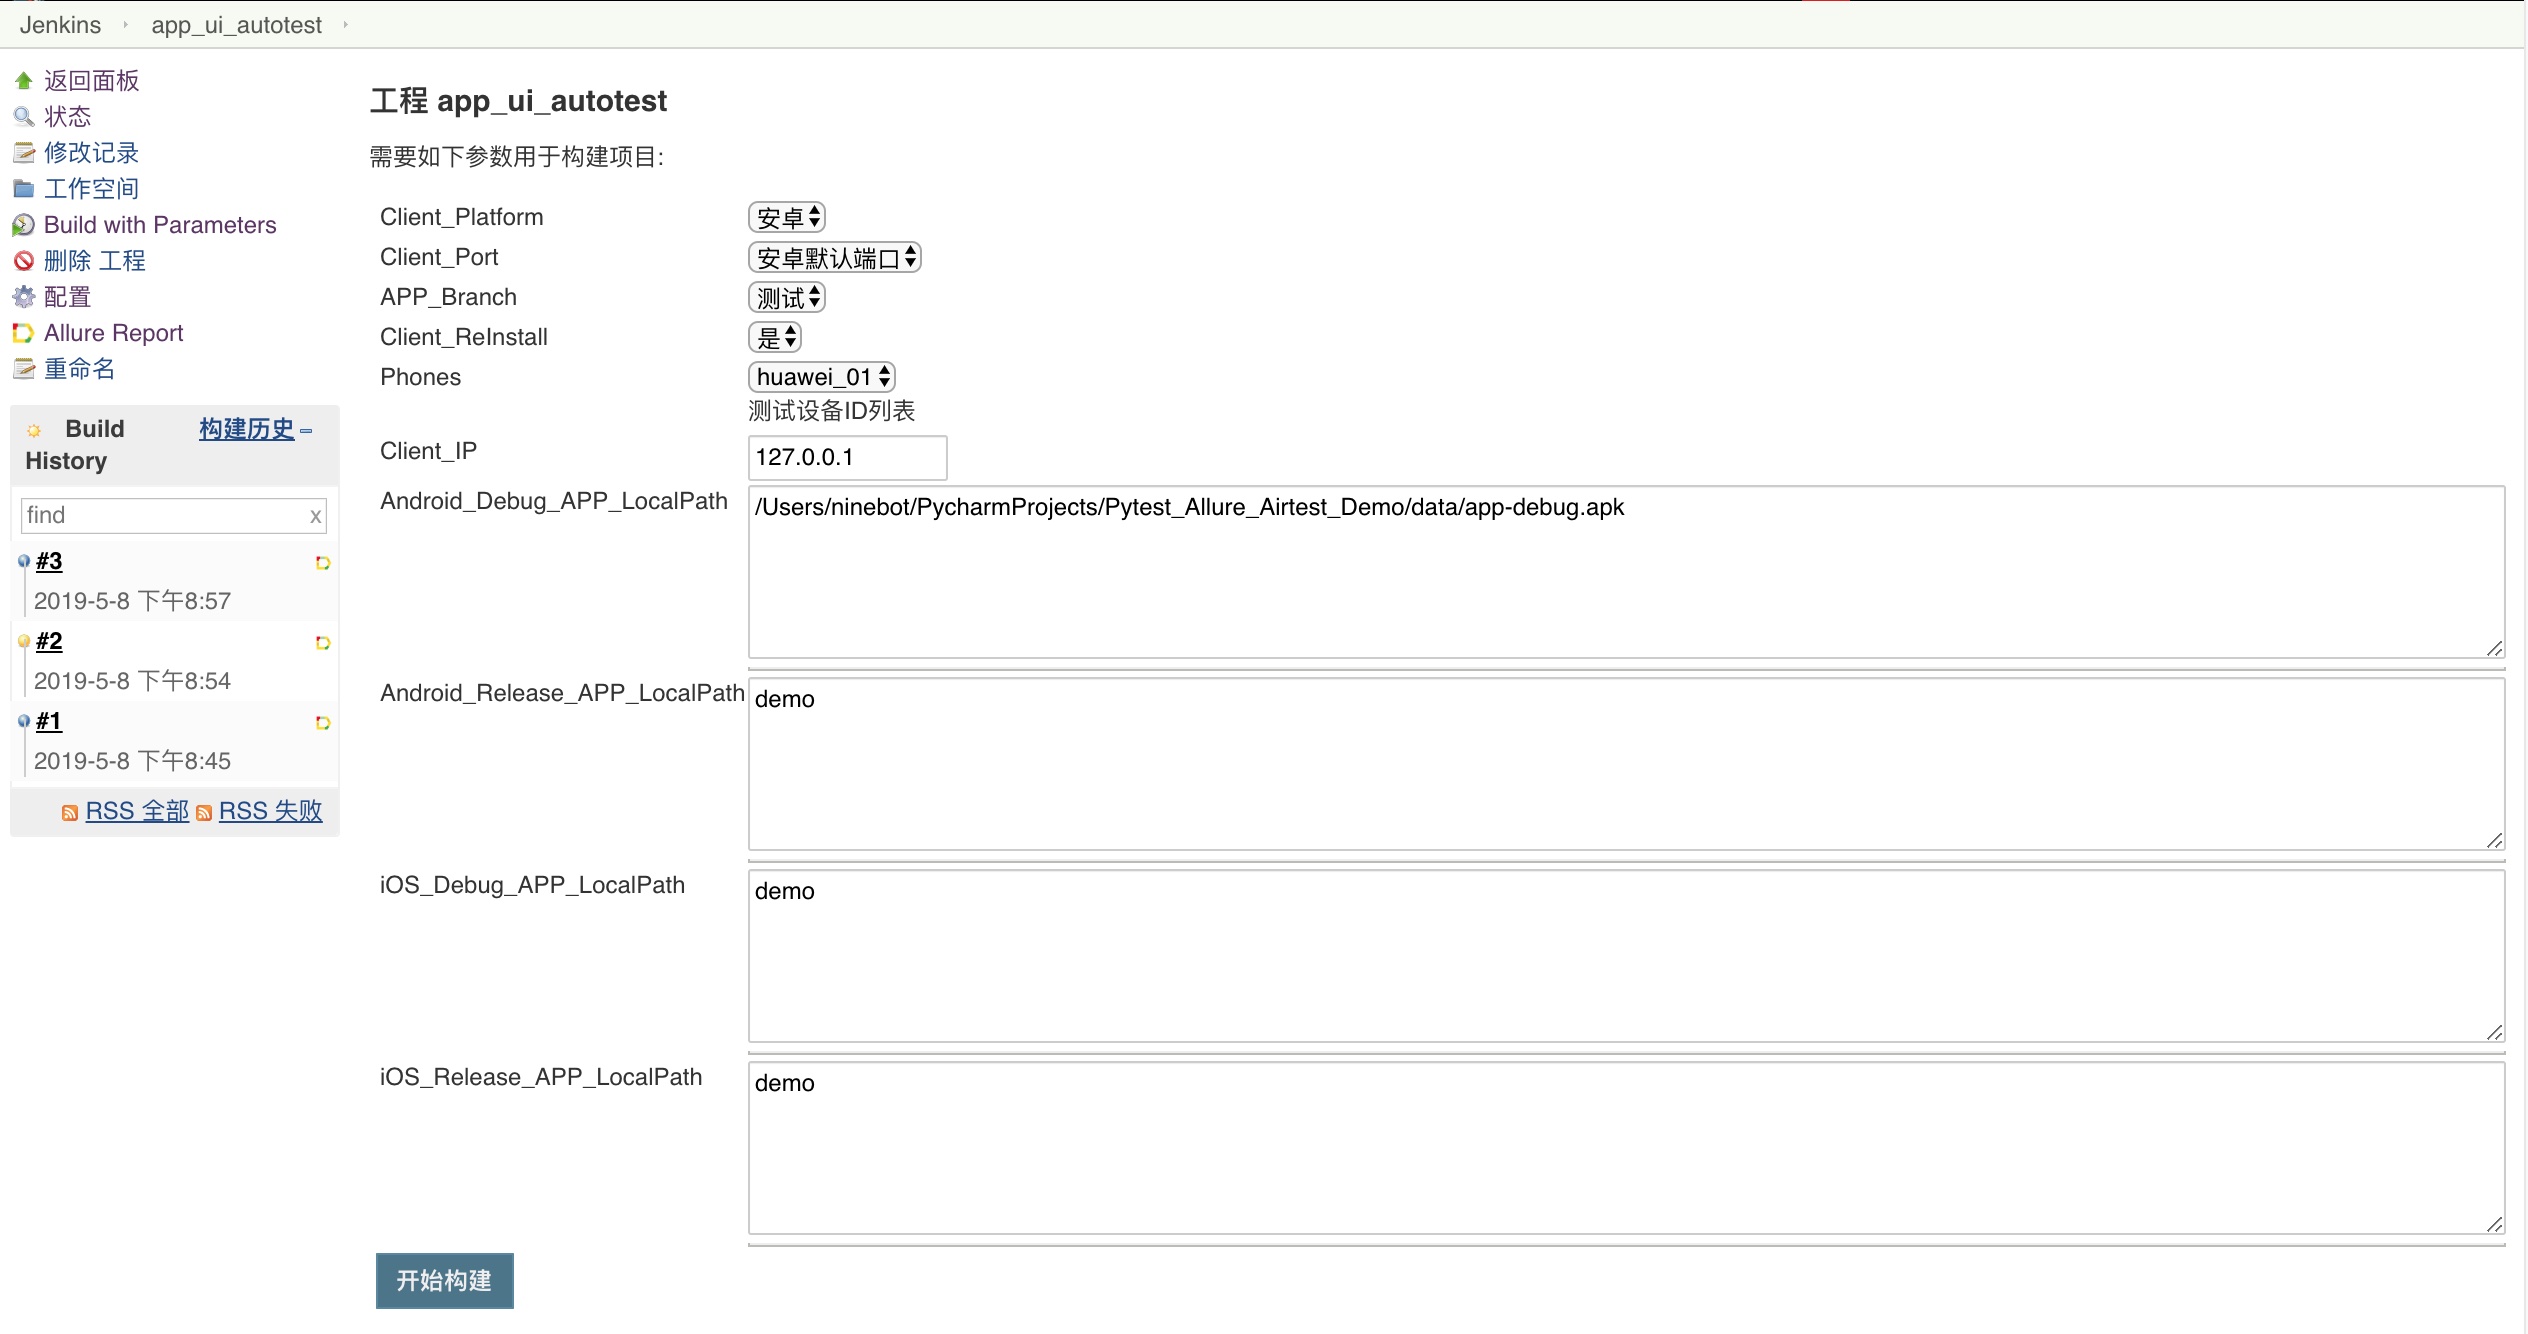 Jenkins app_ui_autotest
返回面板
状态
修改记录
工作空间
Build with Parameters
删除 工程
配置
Allure Report
重命名
Build History 构建历史
find x
#3
2019-5-8 下午8:57
#2
2019-5-8 下午8:54
#1
2019-5-8 下午8:45
RSS 全部 RSS 失败
工程 app_ui_autotest
需要如下参数用于构建项目:
Client_Platform 安卓
Client_Port 安卓默认端口
APP_Branch 测试
Client_ReInstall 是
Phones huawei_01
测试设备ID列表
Client_IP 127.0.0.1
Android_Debug_APP_LocalPath /Users/ninebot/PycharmProjects/Pytest_Allure_Airtest_Demo/data/app-debug.apk
Android_Release_APP_LocalPath demo
iOS_Debug_APP_LocalPath demo
iOS_Release_APP_LocalPath demo
开始构建